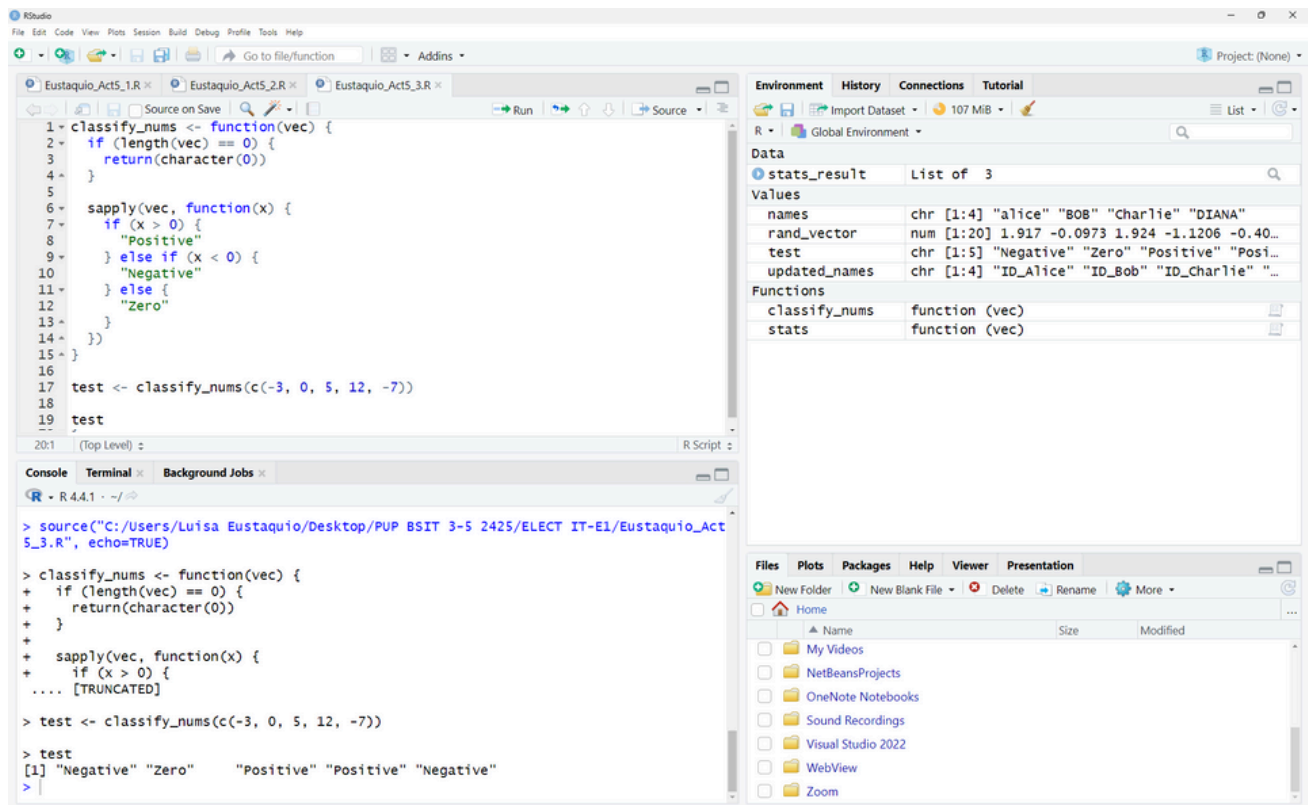 RStudio
File Edit Code View Plots Session Build Debug Profile Tools Help
Go to file/function Addins Project: (None)
Eustaquio_Act5_1.R Eustaquio_Act5_2.R Eustaquio_Act5_3.R
Source on Save Run Source
1 classify_nums <- function(vec) {
2   if (length(vec) == 0) {
3     return(character(0))
4   }
5
6   sapply(vec, function(x) {
7     if (x > 0) {
8       "Positive"
9     } else if (x < 0) {
10       "Negative"
11     } else {
12       "Zero"
13     }
14   })
15 }
16
17 test <- classify_nums(c(-3, 0, 5, 12, -7))
18
19 test
20:1 (Top Level) R Script
Console Terminal Background Jobs
R 4.4.1 · ~/
> source("C:/Users/Luisa Eustaquio/Desktop/PUP BSIT 3-5 2425/ELECT IT-E1/Eustaquio_Act
5_3.R", echo=TRUE)
> classify_nums <- function(vec) {
+   if (length(vec) == 0) {
+     return(character(0))
+   }
+
+   sapply(vec, function(x) {
+     if (x > 0) {
 .... [TRUNCATED]
> test <- classify_nums(c(-3, 0, 5, 12, -7))
> test
[1] "Negative" "Zero"     "Positive" "Positive" "Negative"
>
Environment History Connections Tutorial
Import Dataset 107 MiB List
R Global Environment
Data
stats_result List of 3
Values
names chr [1:4] "alice" "BOB" "Charlie" "DIANA"
rand_vector num [1:20] 1.917 -0.0973 1.924 -1.1206 -0.40…
test chr [1:5] "Negative" "Zero" "Positive" "Posi…
updated_names chr [1:4] "ID_Alice" "ID_Bob" "ID_Charlie" "…
Functions
classify_nums function (vec)
stats function (vec)
Files Plots Packages Help Viewer Presentation
New Folder New Blank File Delete Rename More
Home ...
Name Size Modified
My Videos
NetBeansProjects
OneNote Notebooks
Sound Recordings
Visual Studio 2022
WebView
Zoom